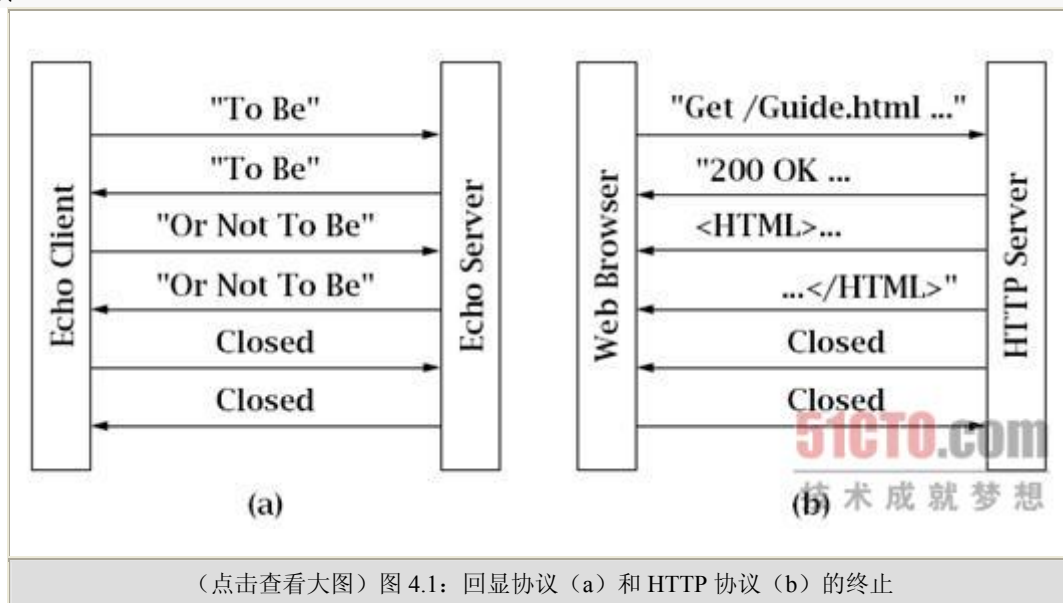 Echo Client
"To Be"
"To Be"
"Or Not To Be"
"Or Not To Be"
Closed
Closed
Echo Server
(a)
Web Browser
"Get /Guide.html ..."
"200 OK ...
<HTML>...
...</HTML>"
Closed
Closed
HTTP Server
(b)
51CTO.com
技术成就梦想
（点击查看大图）图 4.1：回显协议（a）和 HTTP 协议（b）的终止